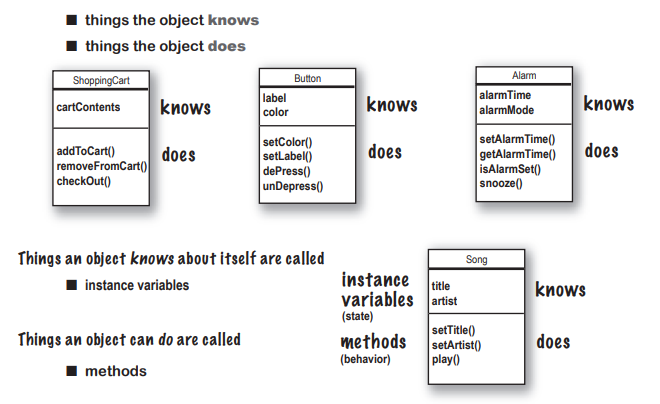 ■ things the object knows
■ things the object does
ShoppingCart
cartContents
knows
addToCart()
removeFromCart()
checkOut()
does
Button
label
color
knows
setColor()
setLabel()
dePress()
unDepress()
does
Alarm
alarmTime
alarmMode
knows
setAlarmTime()
getAlarmTime()
isAlarmSet()
snooze()
does
Things an object knows about itself are called
■ instance variables
Things an object can do are called
■ methods
instance
variables
(state)
methods
(behavior)
Song
title
artist
knows
setTitle()
setArtist()
play()
does